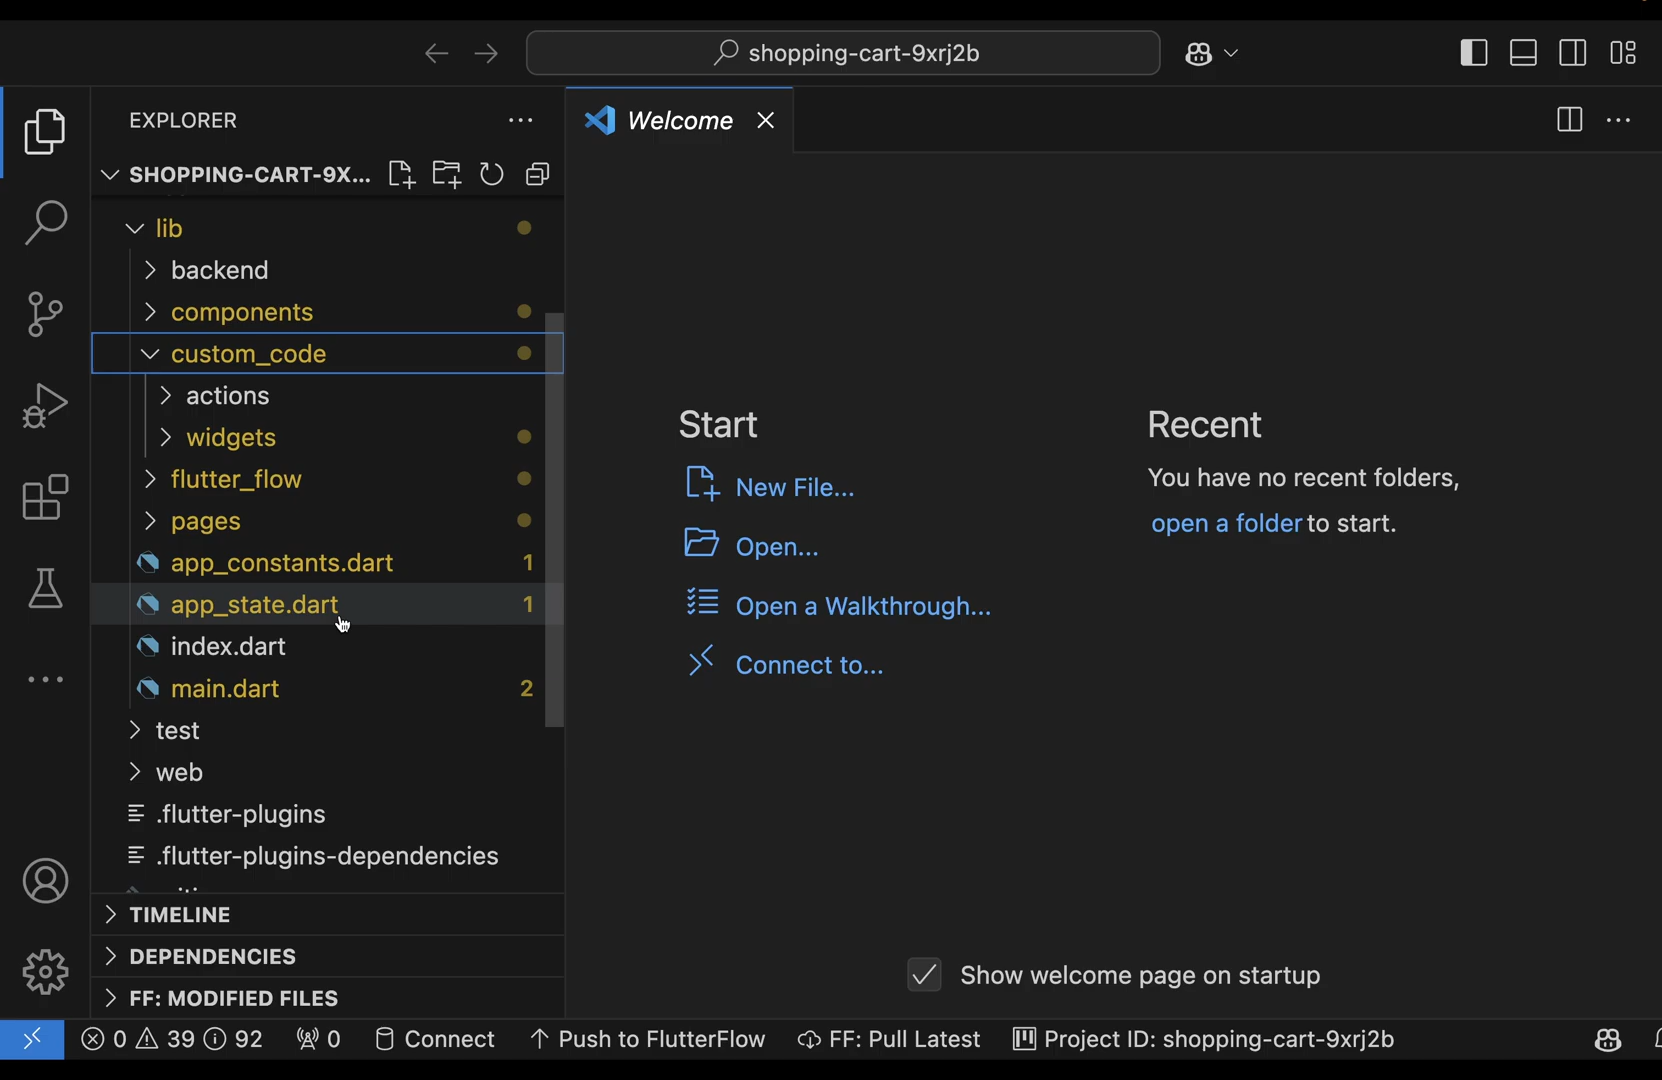 shopping-cart-9xrj2b
EXPLORER
Welcome
SHOPPING-CART-9X...
lib
backend
components
custom_code
actions
widgets
flutter_flow
pages
app_constants.dart 1
app_state.dart 1
index.dart
main.dart 2
test
web
.flutter-plugins
.flutter-plugins-dependencies
TIMELINE
DEPENDENCIES
FF: MODIFIED FILES
Start
New File...
Open...
Open a Walkthrough...
Connect to...
Recent
You have no recent folders,
open a folder to start.
Show welcome page on startup
0 39 92 0 Connect Push to FlutterFlow FF: Pull Latest Project ID: shopping-cart-9xrj2b